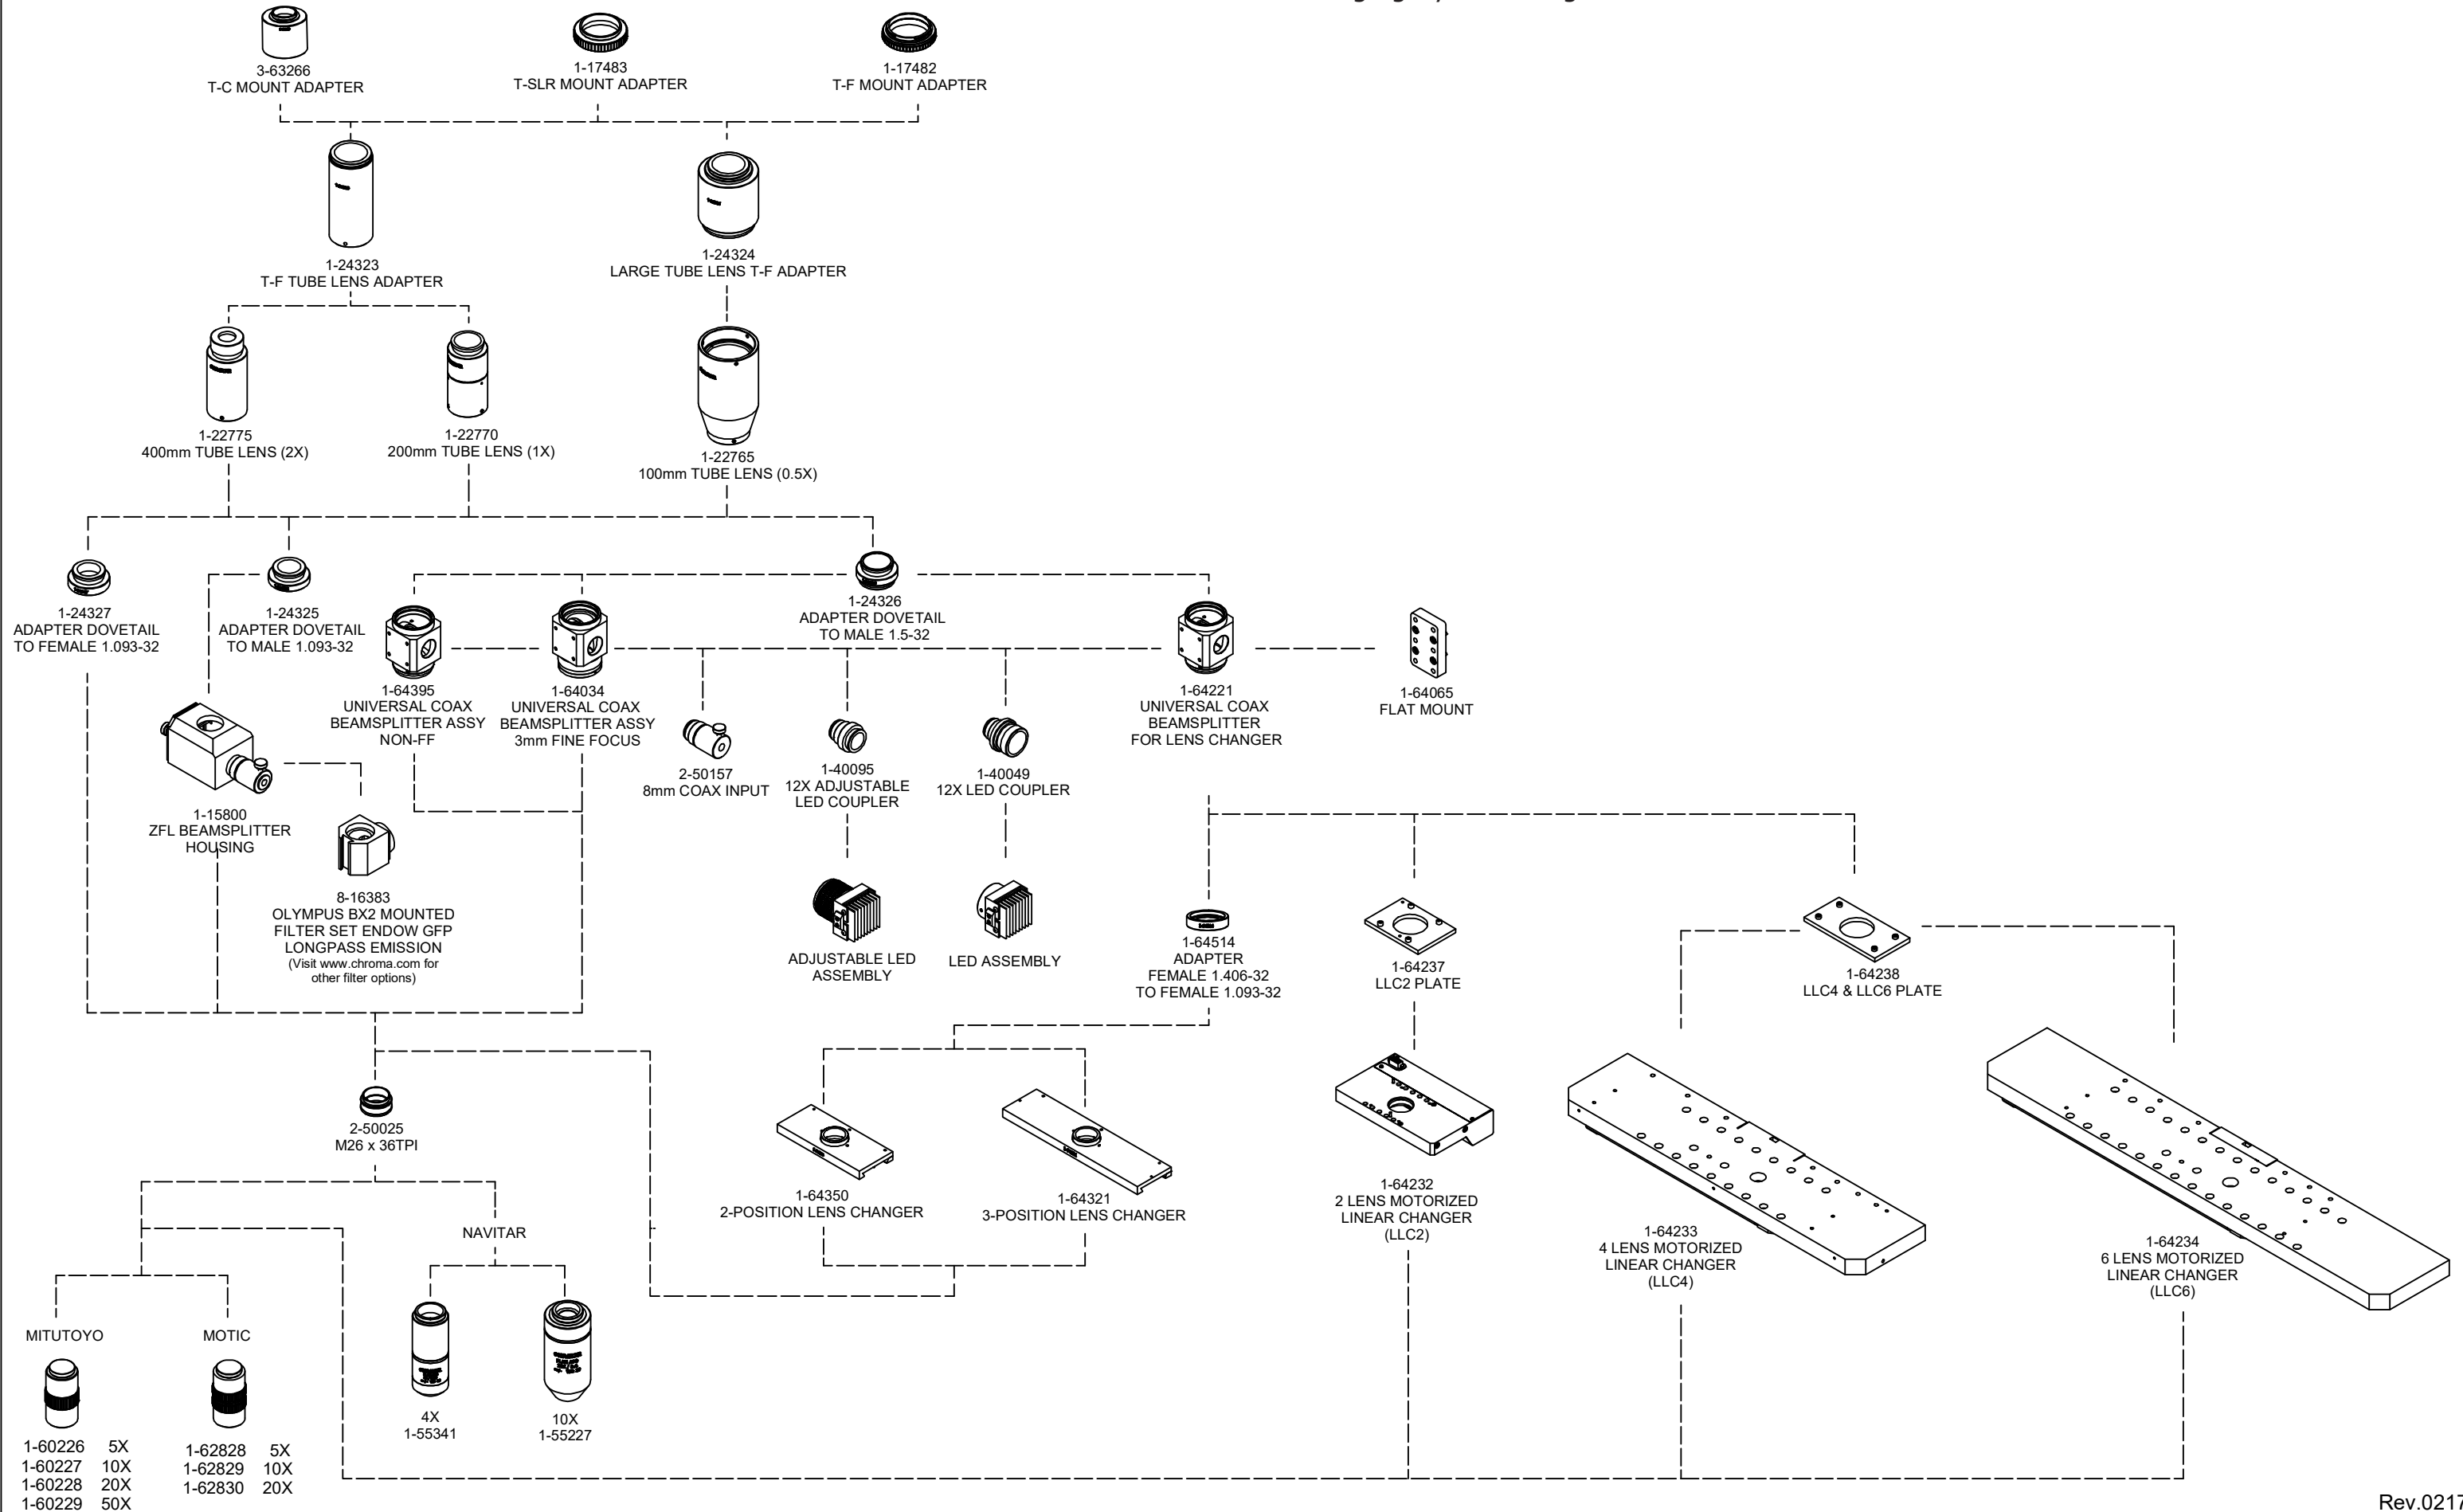 3-63266
T-C MOUNT ADAPTER
1-17483
T-SLR MOUNT ADAPTER
1-17482
T-F MOUNT ADAPTER
1-24323
T-F TUBE LENS ADAPTER
1-24324
LARGE TUBE LENS T-F ADAPTER
1-22775
400mm TUBE LENS (2X)
1-22770
200mm TUBE LENS (1X)
1-22765
100mm TUBE LENS (0.5X)
1-24327
ADAPTER DOVETAIL
TO FEMALE 1.093-32
1-24325
ADAPTER DOVETAIL
TO MALE 1.093-32
1-24326
ADAPTER DOVETAIL
TO MALE 1.5-32
1-64395
UNIVERSAL COAX
BEAMSPLITTER ASSY
NON-FF
1-64034
UNIVERSAL COAX
BEAMSPLITTER ASSY
3mm FINE FOCUS
1-64221
UNIVERSAL COAX
BEAMSPLITTER
FOR LENS CHANGER
1-64065
FLAT MOUNT
2-50157
8mm COAX INPUT
1-40095
12X ADJUSTABLE
LED COUPLER
1-40049
12X LED COUPLER
1-15800
ZFL BEAMSPLITTER
HOUSING
8-16383
OLYMPUS BX2 MOUNTED
FILTER SET ENDOW GFP
LONGPASS EMISSION
(Visit www.chroma.com for
other filter options)
ADJUSTABLE LED
ASSEMBLY
LED ASSEMBLY
1-64514
ADAPTER
FEMALE 1.406-32
TO FEMALE 1.093-32
1-64237
LLC2 PLATE
1-64238
LLC4 & LLC6 PLATE
2-50025
M26 x 36TPI
1-64350
2-POSITION LENS CHANGER
1-64321
3-POSITION LENS CHANGER
1-64232
2 LENS MOTORIZED
LINEAR CHANGER
(LLC2)
1-64233
4 LENS MOTORIZED
LINEAR CHANGER
(LLC4)
1-64234
6 LENS MOTORIZED
LINEAR CHANGER
(LLC6)
NAVITAR
MITUTOYO
MOTIC
4X
1-55341
10X
1-55227
1-60226 5X
1-60227 10X
1-60228 20X
1-60229 50X
1-62828 5X
1-62829 10X
1-62830 20X
Rev.0217